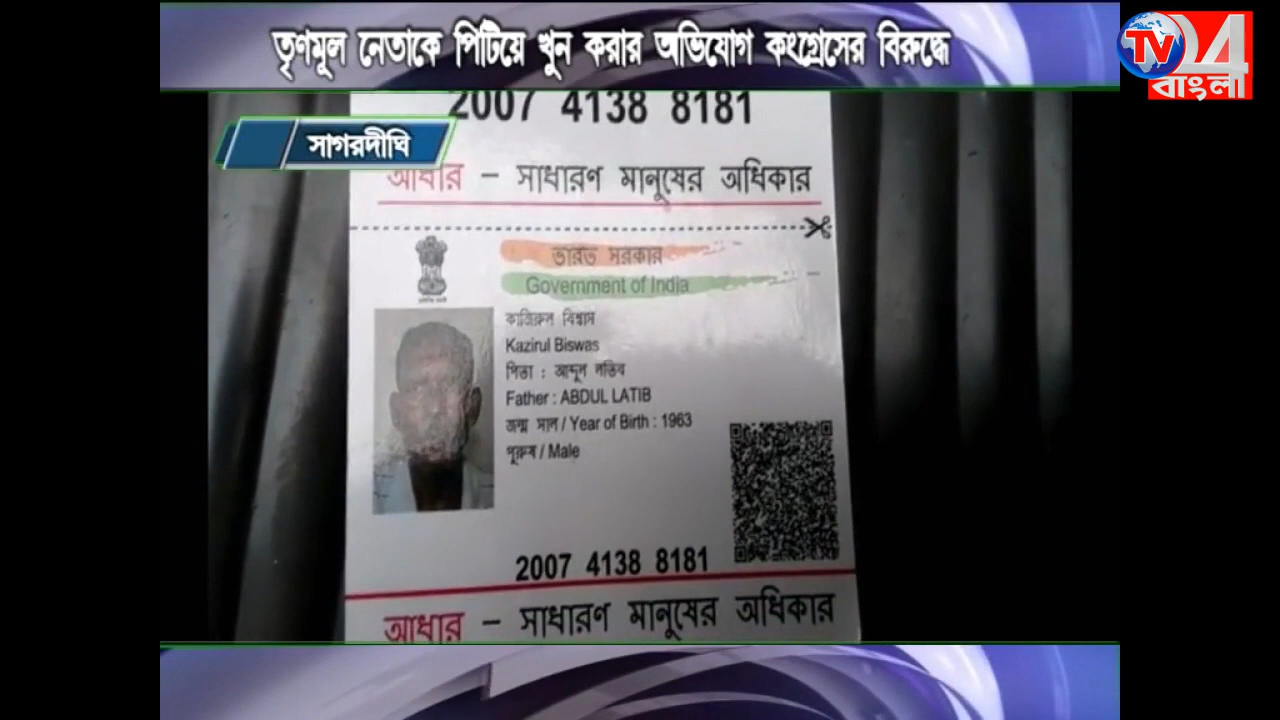 তৃণমূল নেতাকে পিটিয়ে খুন করার অভিযোগ কংগ্রেসের বিরুদ্ধে
TV 24
বাংলা
2007 4138 8181
সাগরদীঘি
আধার – সাধারণ মানুষের অধিকার
ভারত সরকার
Government of India
কাজিরুল বিশ্বাস
Kazirul Biswas
পিতা : আব্দুল লতিব
Father : ABDUL LATIB
জন্ম সাল / Year of Birth : 1963
পুরুষ / Male
2007 4138 8181
আধার – সাধারণ মানুষের অধিকার